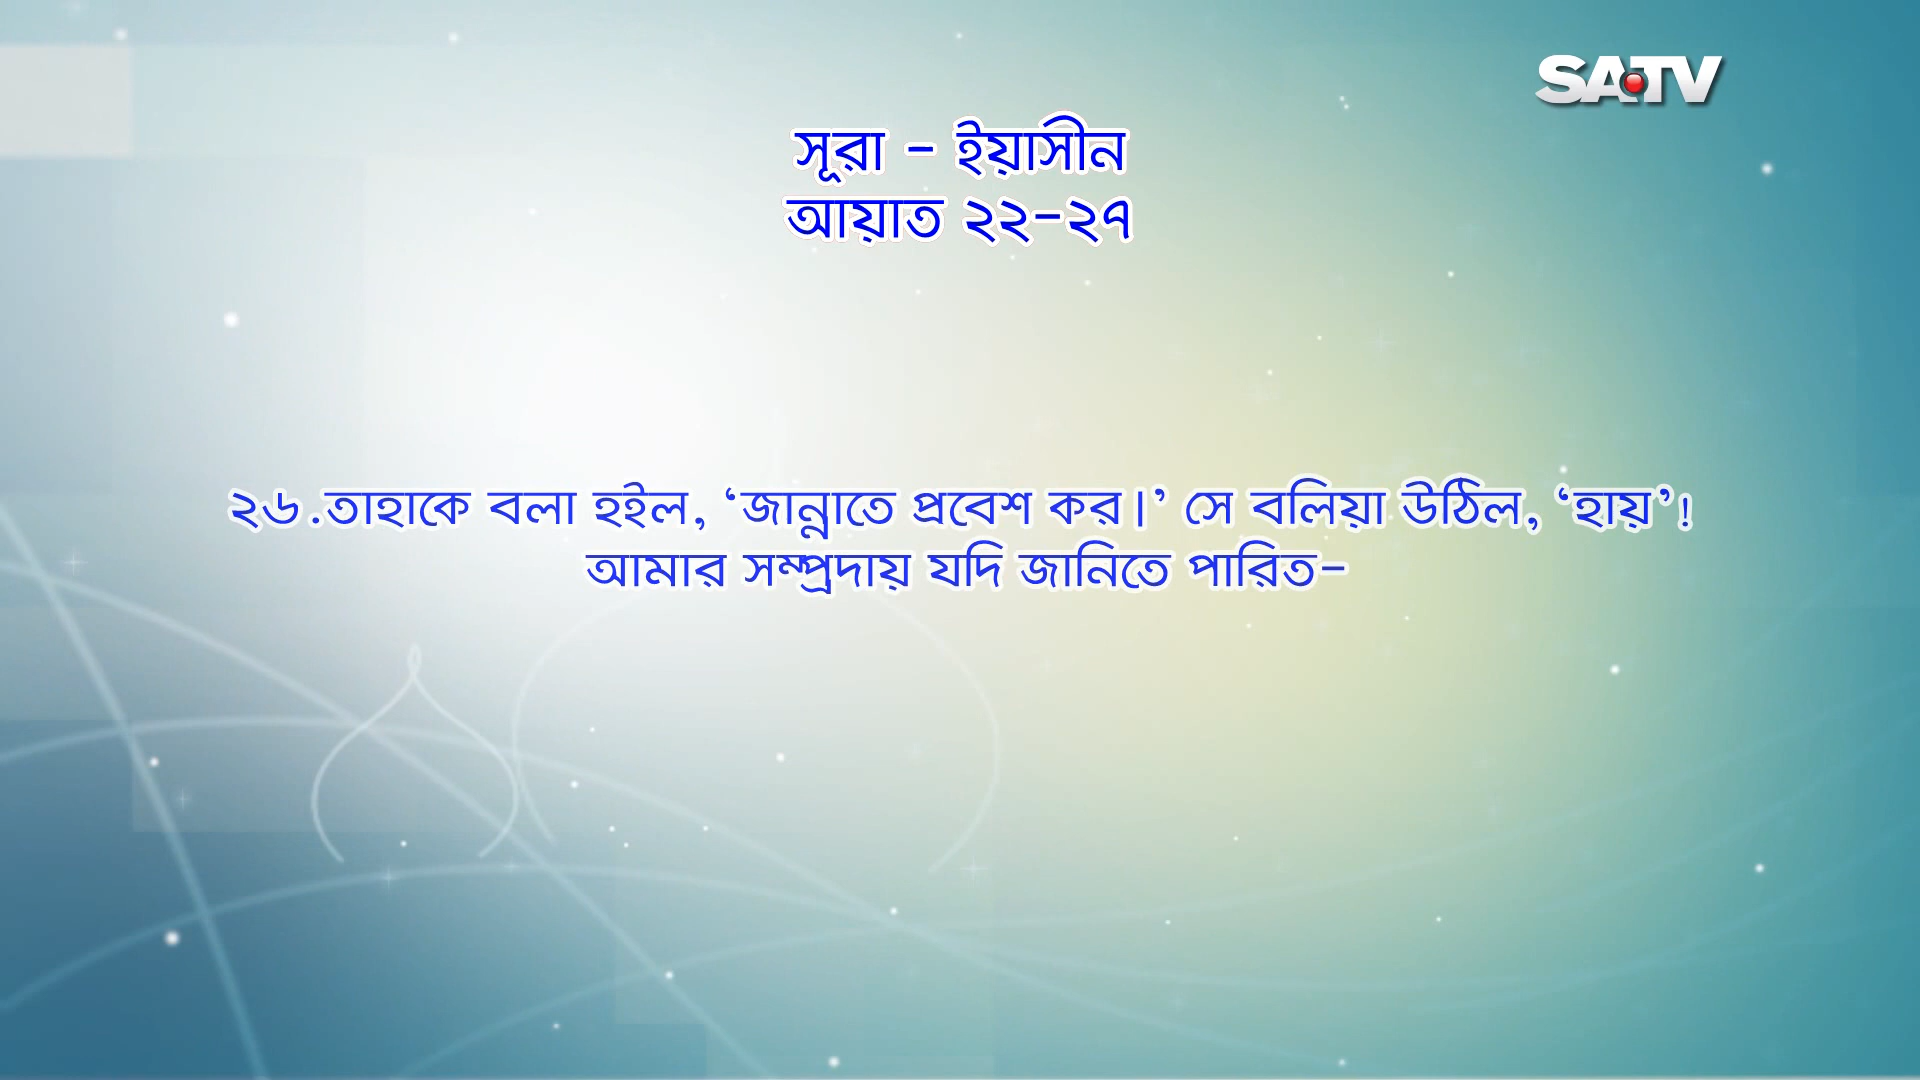 SATV
সূরা - ইয়াসীন
আয়াত ২২-২৭
২৬.তাহাকে বলা হইল, ‘জান্নাতে প্রবেশ কর।’ সে বলিয়া উঠিল, ‘হায়’!
আমার সম্প্রদায় যদি জানিতে পারিত-